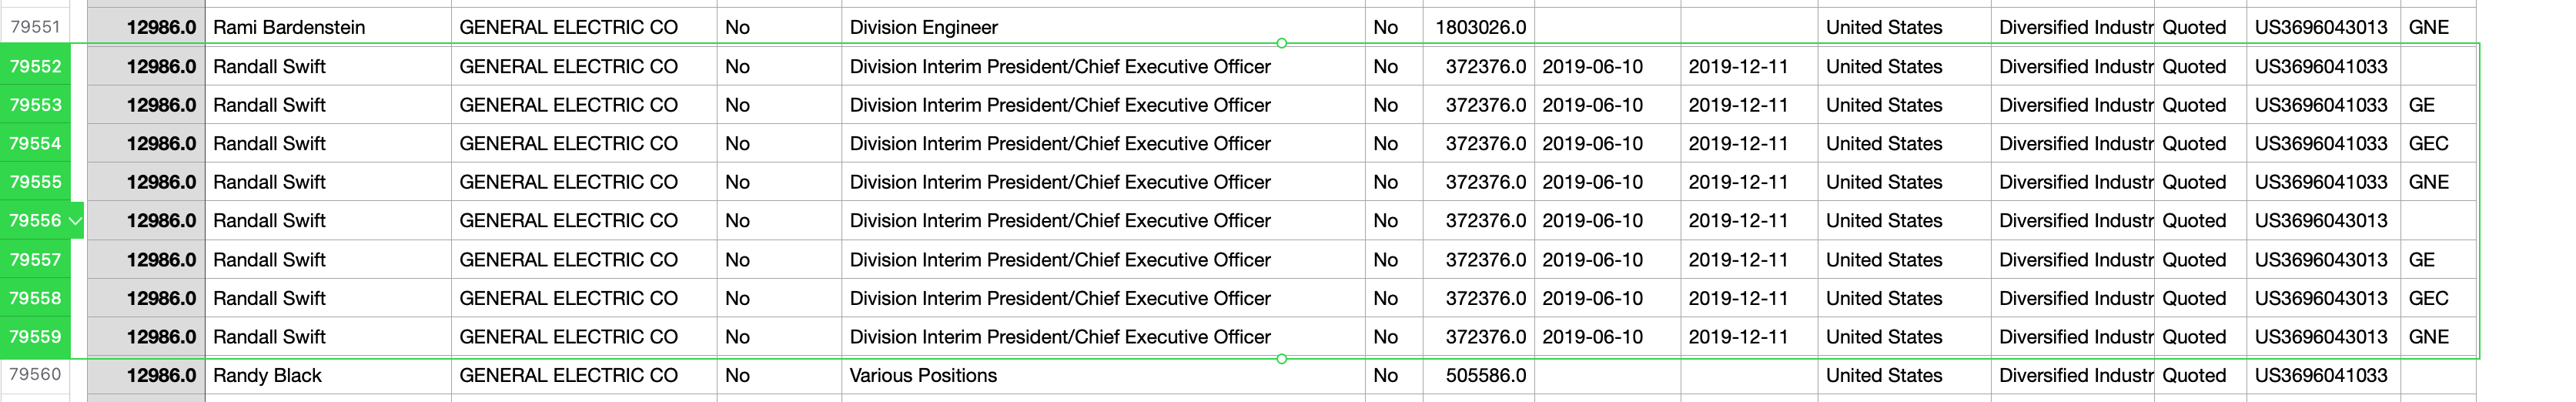 79551 12986.0 Rami Bardenstein GENERAL ELECTRIC CO No Division Engineer No 1803026.0 United States Diversified Industr Quoted US3696043013 GNE
79552 12986.0 Randall Swift GENERAL ELECTRIC CO No Division Interim President/Chief Executive Officer No 372376.0 2019-06-10 2019-12-11 United States Diversified Industr Quoted US3696041033
79553 12986.0 Randall Swift GENERAL ELECTRIC CO No Division Interim President/Chief Executive Officer No 372376.0 2019-06-10 2019-12-11 United States Diversified Industr Quoted US3696041033 GE
79554 12986.0 Randall Swift GENERAL ELECTRIC CO No Division Interim President/Chief Executive Officer No 372376.0 2019-06-10 2019-12-11 United States Diversified Industr Quoted US3696041033 GEC
79555 12986.0 Randall Swift GENERAL ELECTRIC CO No Division Interim President/Chief Executive Officer No 372376.0 2019-06-10 2019-12-11 United States Diversified Industr Quoted US3696041033 GNE
79556 12986.0 Randall Swift GENERAL ELECTRIC CO No Division Interim President/Chief Executive Officer No 372376.0 2019-06-10 2019-12-11 United States Diversified Industr Quoted US3696043013
79557 12986.0 Randall Swift GENERAL ELECTRIC CO No Division Interim President/Chief Executive Officer No 372376.0 2019-06-10 2019-12-11 United States Diversified Industr Quoted US3696043013 GE
79558 12986.0 Randall Swift GENERAL ELECTRIC CO No Division Interim President/Chief Executive Officer No 372376.0 2019-06-10 2019-12-11 United States Diversified Industr Quoted US3696043013 GEC
79559 12986.0 Randall Swift GENERAL ELECTRIC CO No Division Interim President/Chief Executive Officer No 372376.0 2019-06-10 2019-12-11 United States Diversified Industr Quoted US3696043013 GNE
79560 12986.0 Randy Black GENERAL ELECTRIC CO No Various Positions No 505586.0 United States Diversified Industr Quoted US3696041033